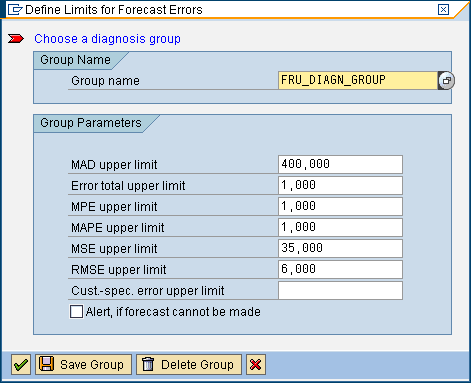 Define Limits for Forecast Errors
Choose a diagnosis group
Group Name
Group name FRU_DIAGN_GROUP
Group Parameters
MAD upper limit 400,000
Error total upper limit 1,000
MPE upper limit 1,000
MAPE upper limit 1,000
MSE upper limit 35,000
RMSE upper limit 6,000
Cust.-spec. error upper limit
Alert, if forecast cannot be made
Save Group Delete Group